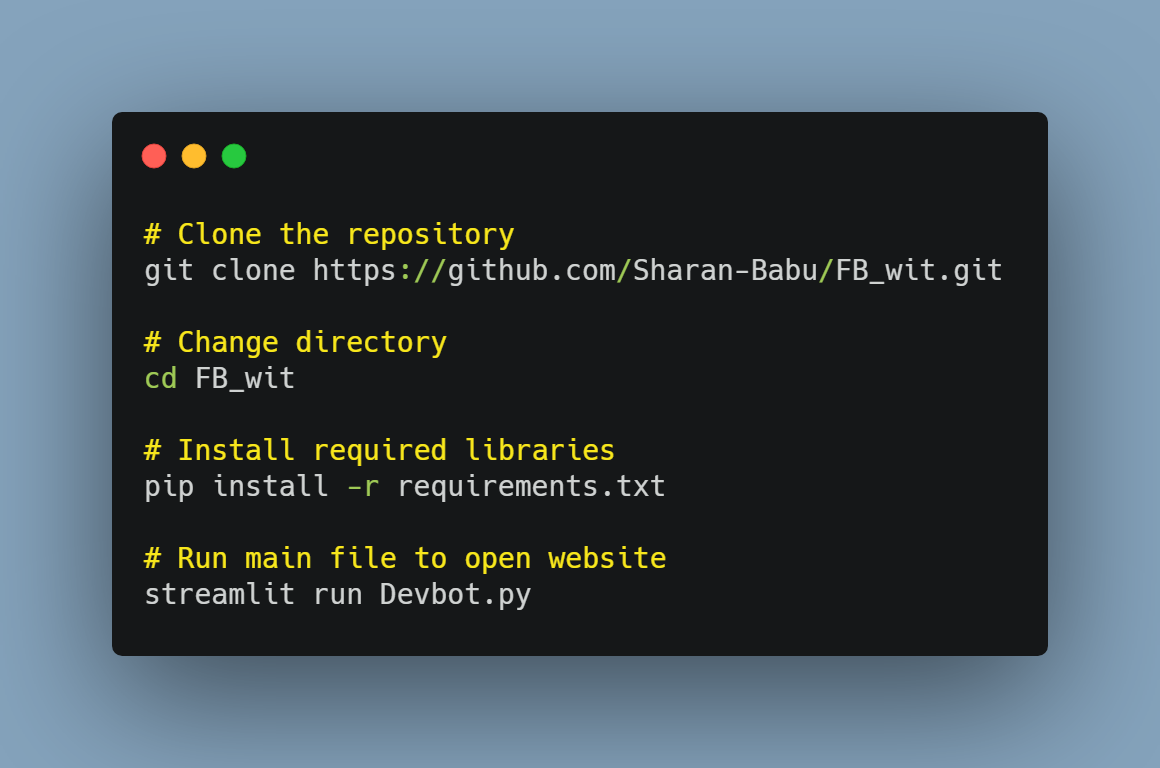 # Clone the repository
git clone https://github.com/Sharan-Babu/FB_wit.git
# Change directory
cd FB_wit
# Install required libraries
pip install -r requirements.txt
# Run main file to open website
streamlit run Devbot.py